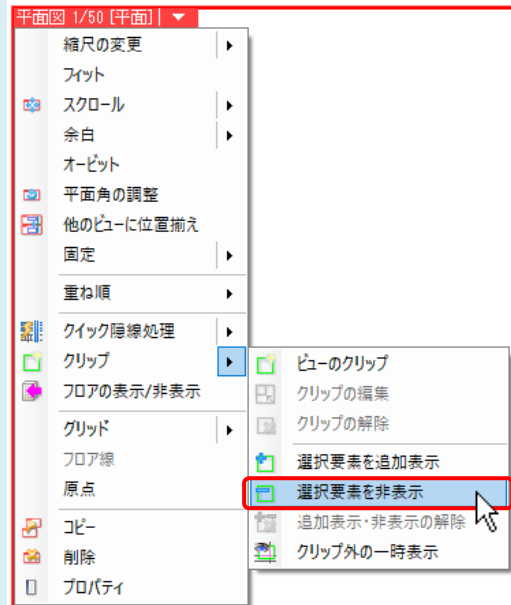 平面図 1/50 [平面] ▼
縮尺の変更
フィット
スクロール
余白
オービット
平面角の調整
他のビューに位置揃え
固定
重ね順
クイック隠線処理
クリップ
フロアの表示/非表示
グリッド
フロア線
原点
コピー
削除
プロパティ
ビューのクリップ
クリップの編集
クリップの解除
選択要素を追加表示
選択要素を非表示
追加表示・非表示の解除
クリップ外の一時表示